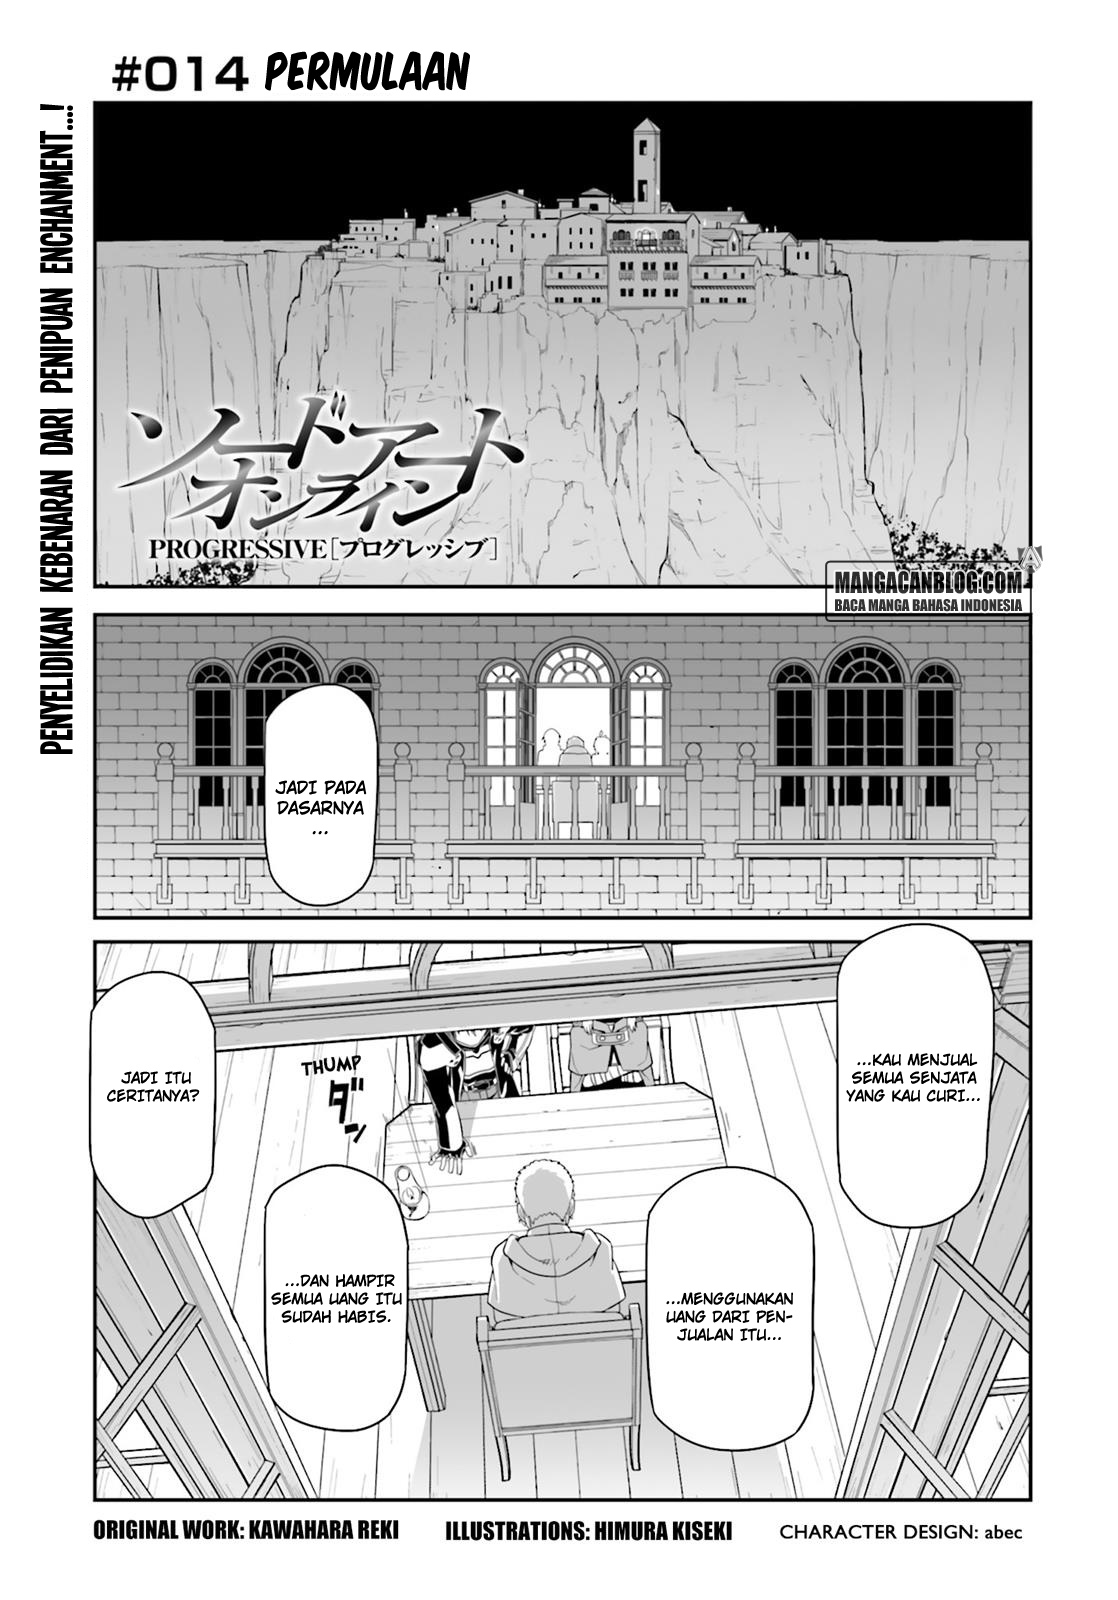 #014 PERMULAAN
PENYELIDIKAN KEBENARAN DARI PENIPUAN ENCHANMENT...!
ソードアート
オンライン
PROGRESSIVE[プログレッシブ]
MANGACANBLOG.COM
BACA MANGA BAHASA INDONESIA
JADI PADA
DASARNYA
...
...KAU MENJUAL
SEMUA SENJATA
YANG KAU CURI...
JADI ITU
CERITANYA?
THUMP
ダン
...MENGGUNAKAN
UANG DARI PEN-
JUALAN ITU...
...DAN HAMPIR
SEMUA UANG ITU
SUDAH HABIS.
ORIGINAL WORK: KAWAHARA REKI
ILLUSTRATIONS: HIMURA KISEKI
CHARACTER DESIGN: abec